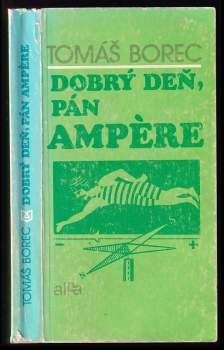 TOMÁŠ BOREC
DOBRÝ DEŇ,
PÁN
AMPÈRE
- +
alfa
TOMÁŠ BOREC DOBRÝ DEŇ, PÁN AMPÈRE